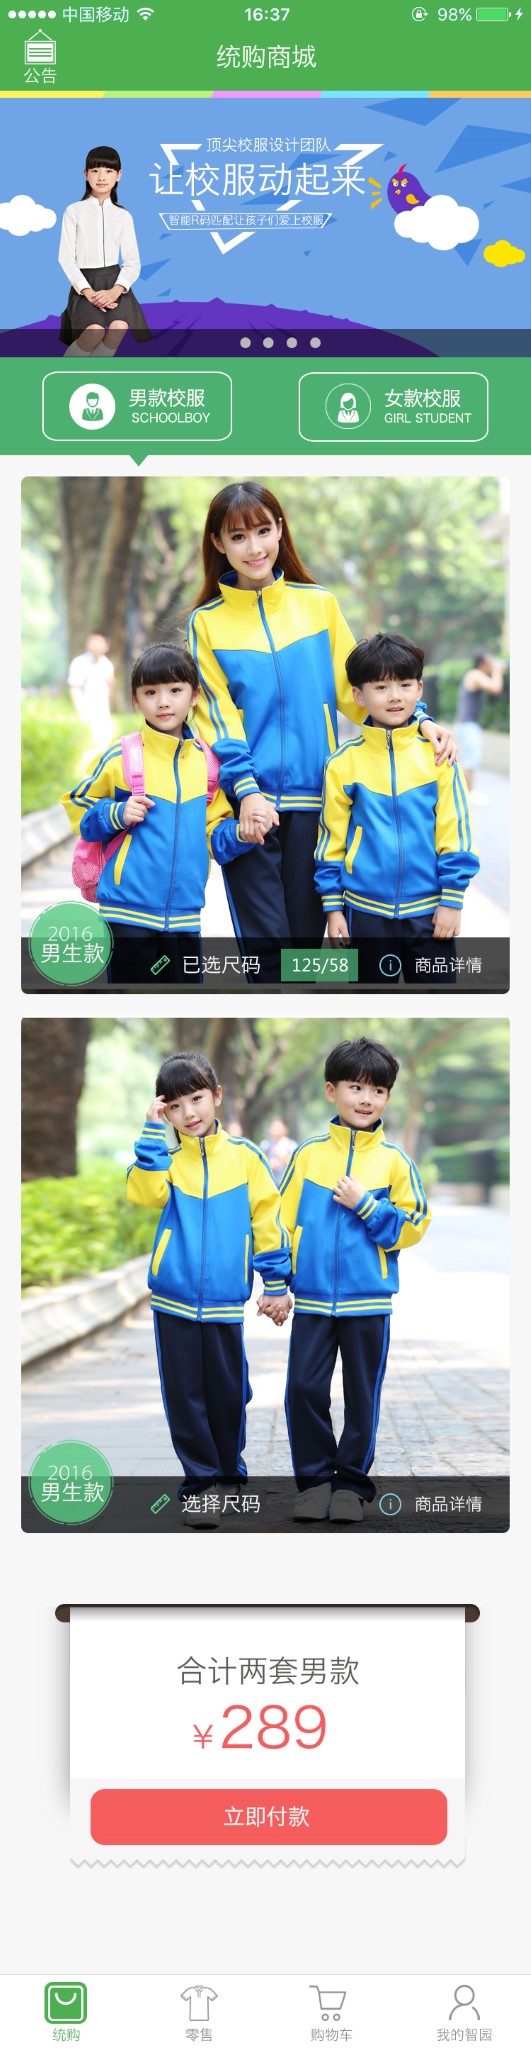 中国移动 16:37 98%
公告
统购商城
顶尖校服设计团队
让校服动起来
智能R码匹配让孩子们爱上校服
男款校服
SCHOOLBOY
女款校服
GIRL STUDENT
2016
男生款
已选尺码 125/58 商品详情
2016
男生款
选择尺码 商品详情
合计两套男款
¥289
立即付款
统购 零售 购物车 我的智园